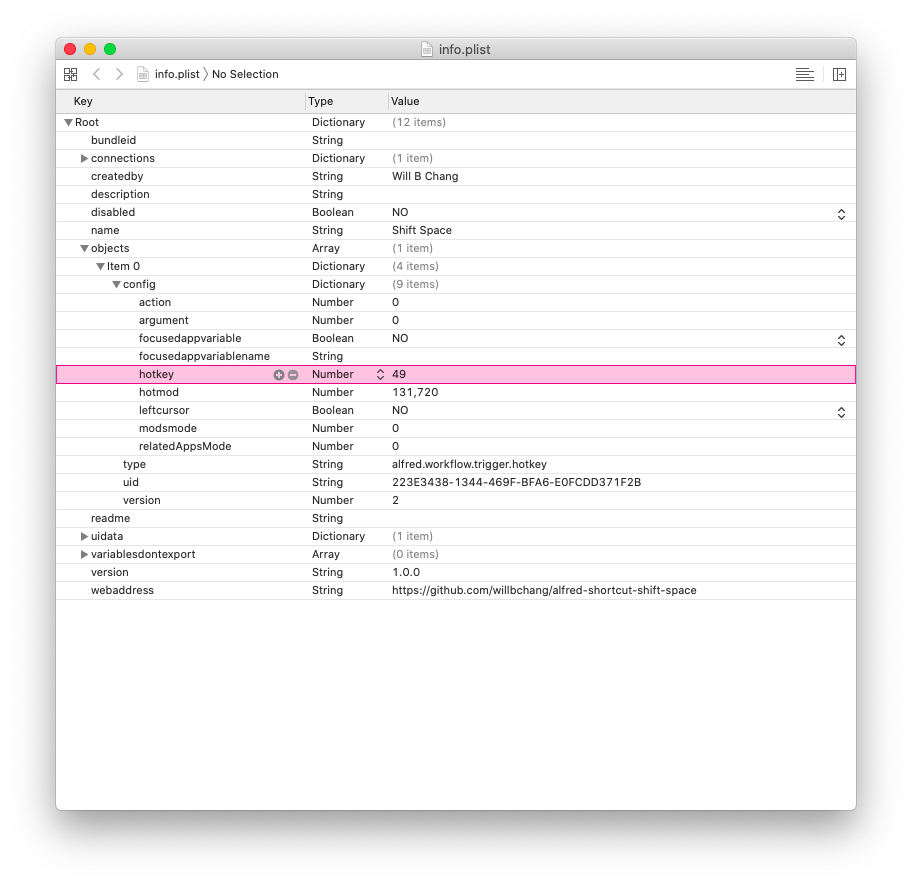 info.plist
info.plist No Selection
Key Type Value
Root Dictionary (12 items)
bundleid String
connections Dictionary (1 item)
createdby String Will B Chang
description String
disabled Boolean NO
name String Shift Space
objects Array (1 item)
Item 0 Dictionary (4 items)
config Dictionary (9 items)
action Number 0
argument Number 0
focusedappvariable Boolean NO
focusedappvariablename String
hotkey Number 49
hotmod Number 131,720
leftcursor Boolean NO
modsmode Number 0
relatedAppsMode Number 0
type String alfred.workflow.trigger.hotkey
uid String 223E3438-1344-469F-BFA6-E0FCDD371F2B
version Number 2
readme String
uidata Dictionary (1 item)
variablesdontexport Array (0 items)
version String 1.0.0
webaddress String https://github.com/willbchang/alfred-shortcut-shift-space